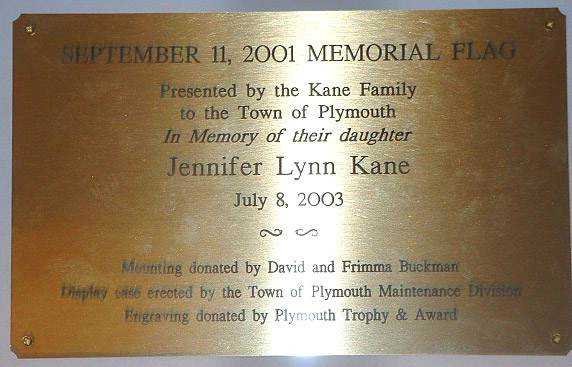 SEPTEMBER 11, 2001 MEMORIAL FLAG
Presented by the Kane Family
to the Town of Plymouth
In Memory of their daughter
Jennifer Lynn Kane
July 8, 2003
Mounting donated by David and Frimma Buckman
Display case erected by the Town of Plymouth Maintenance Division
Engraving donated by Plymouth Trophy & Award